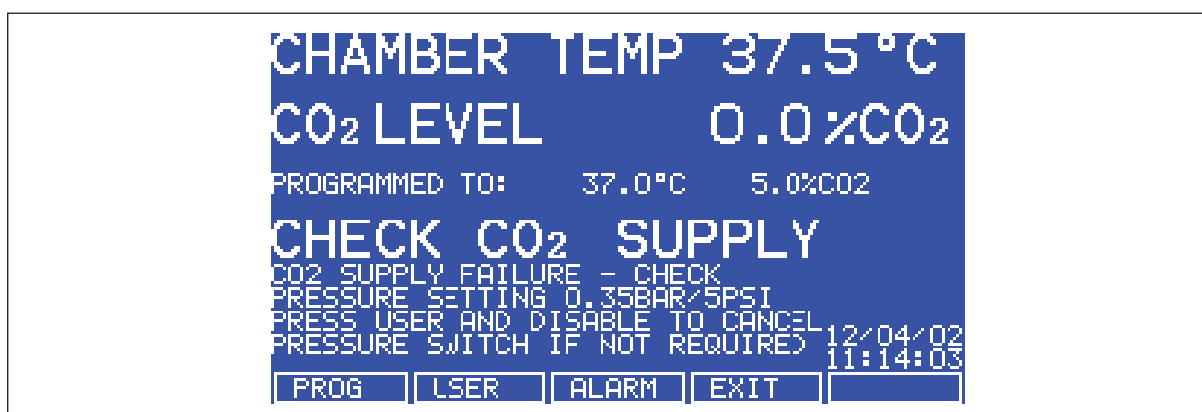 CHAMBER TEMP 37.5°C
CO₂ LEVEL 0.0 %CO₂
PROGRAMMED TO: 37.0°C 5.0%CO2
CHECK CO₂ SUPPLY
CO2 SUPPLY FAILURE - CHECK
PRESSURE SETTING 0.35BAR/5PSI
PRESS USER AND DISABLE TO CANCEL
PRESSURE SWITCH IF NOT REQUIRED
12/04/02
11:14:03
PROG USER ALARM EXIT